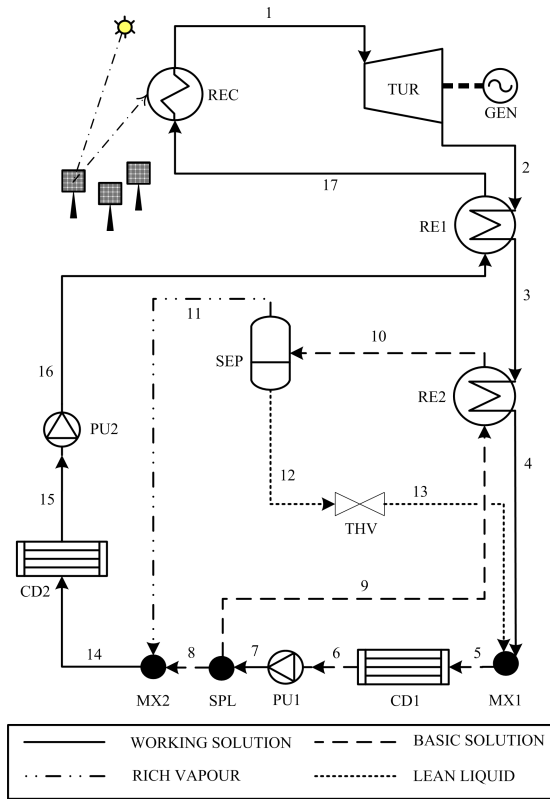 1
REC
TUR
GEN
2
17
RE1
3
11
10
SEP
16
RE2
PU2
4
12
13
15
THV
CD2
9
14
8
7
6
5
MX2
SPL
PU1
CD1
MX1
WORKING SOLUTION
BASIC SOLUTION
RICH VAPOUR
LEAN LIQUID